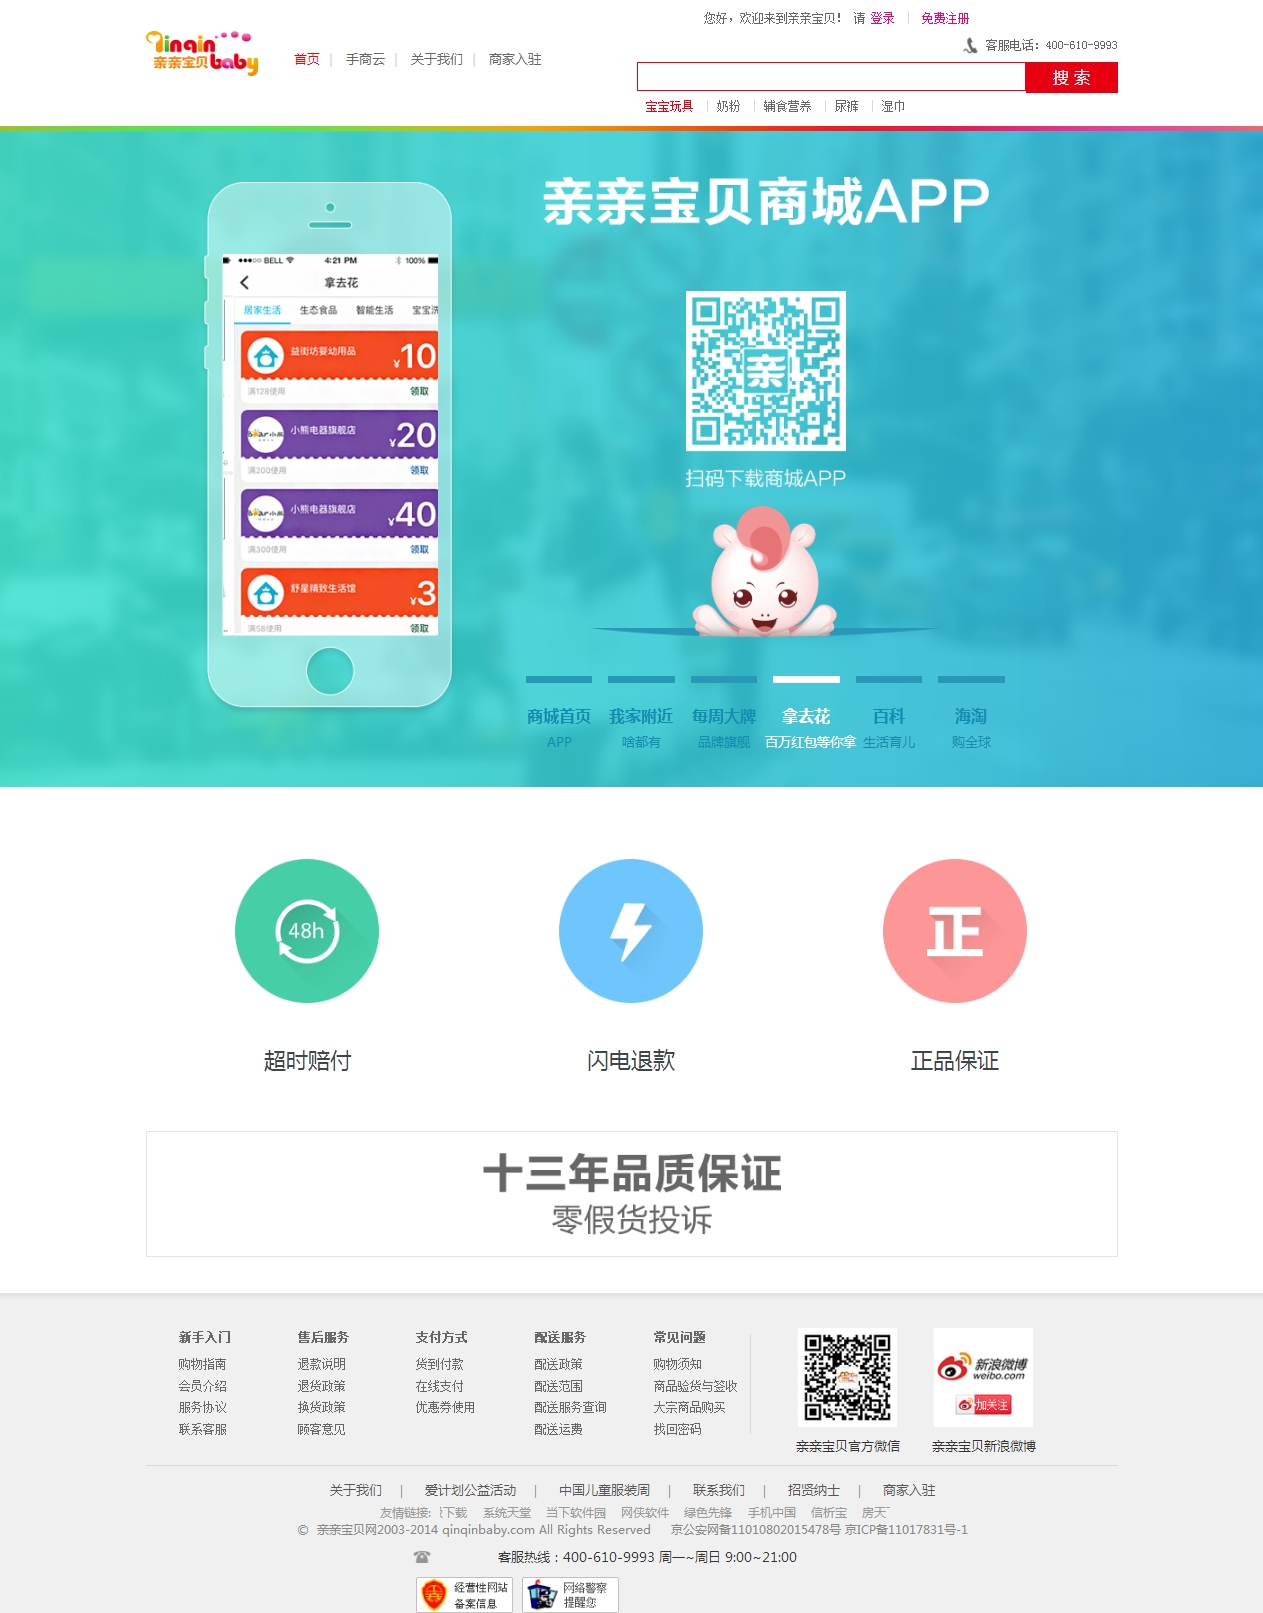 您好，欢迎来到亲亲宝贝！ 请 登录 免费注册
Qinqin baby 亲亲宝贝
首页 | 手商云 | 关于我们 | 商家入驻
客服电话：400-610-9993
搜 索
宝宝玩具 奶粉 辅食营养 尿裤 湿巾
亲亲宝贝商城APP
BELL 4:21 PM 100%
拿去花
居家生活 生态食品 智能生活 宝宝洗
益街坊婴幼用品 ¥10
满128使用 领取
小熊电器旗舰店 ¥20
满200使用 领取
小熊电器旗舰店 ¥40
满300使用 领取
舒星精致生活馆 ¥3
满58使用 领取
亲
扫码下载商城APP
商城首页 我家附近 每周大牌 拿去花 百科 海淘
APP 啥都有 品牌旗舰 百万红包等你拿 生活育儿 购全球
48h
正
超时赔付 闪电退款 正品保证
十三年品质保证
零假货投诉
新手入门 售后服务 支付方式 配送服务 常见问题
购物指南 退款说明 货到付款 配送政策 购物须知
会员介绍 退货政策 在线支付 配送范围 商品验货与签收
服务协议 换货政策 优惠券使用 配送服务查询 大宗商品购买
联系客服 顾客意见 配送运费 找回密码
新浪微博
weibo.com
加关注
亲亲宝贝官方微信 亲亲宝贝新浪微博
关于我们 | 爱计划公益活动 | 中国儿童服装周 | 联系我们 | 招贤纳士 | 商家入驻
友情链接: 下载 系统天堂 当下软件园 网侠软件 绿色先锋 手机中国 信析宝 房天
© 亲亲宝贝网2003-2014 qinqinbaby.com All Rights Reserved 京公安网备11010802015478号 京ICP备11017831号-1
客服热线：400-610-9993 周一~周日 9:00~21:00
经营性网站
备案信息
网络警察
提醒您